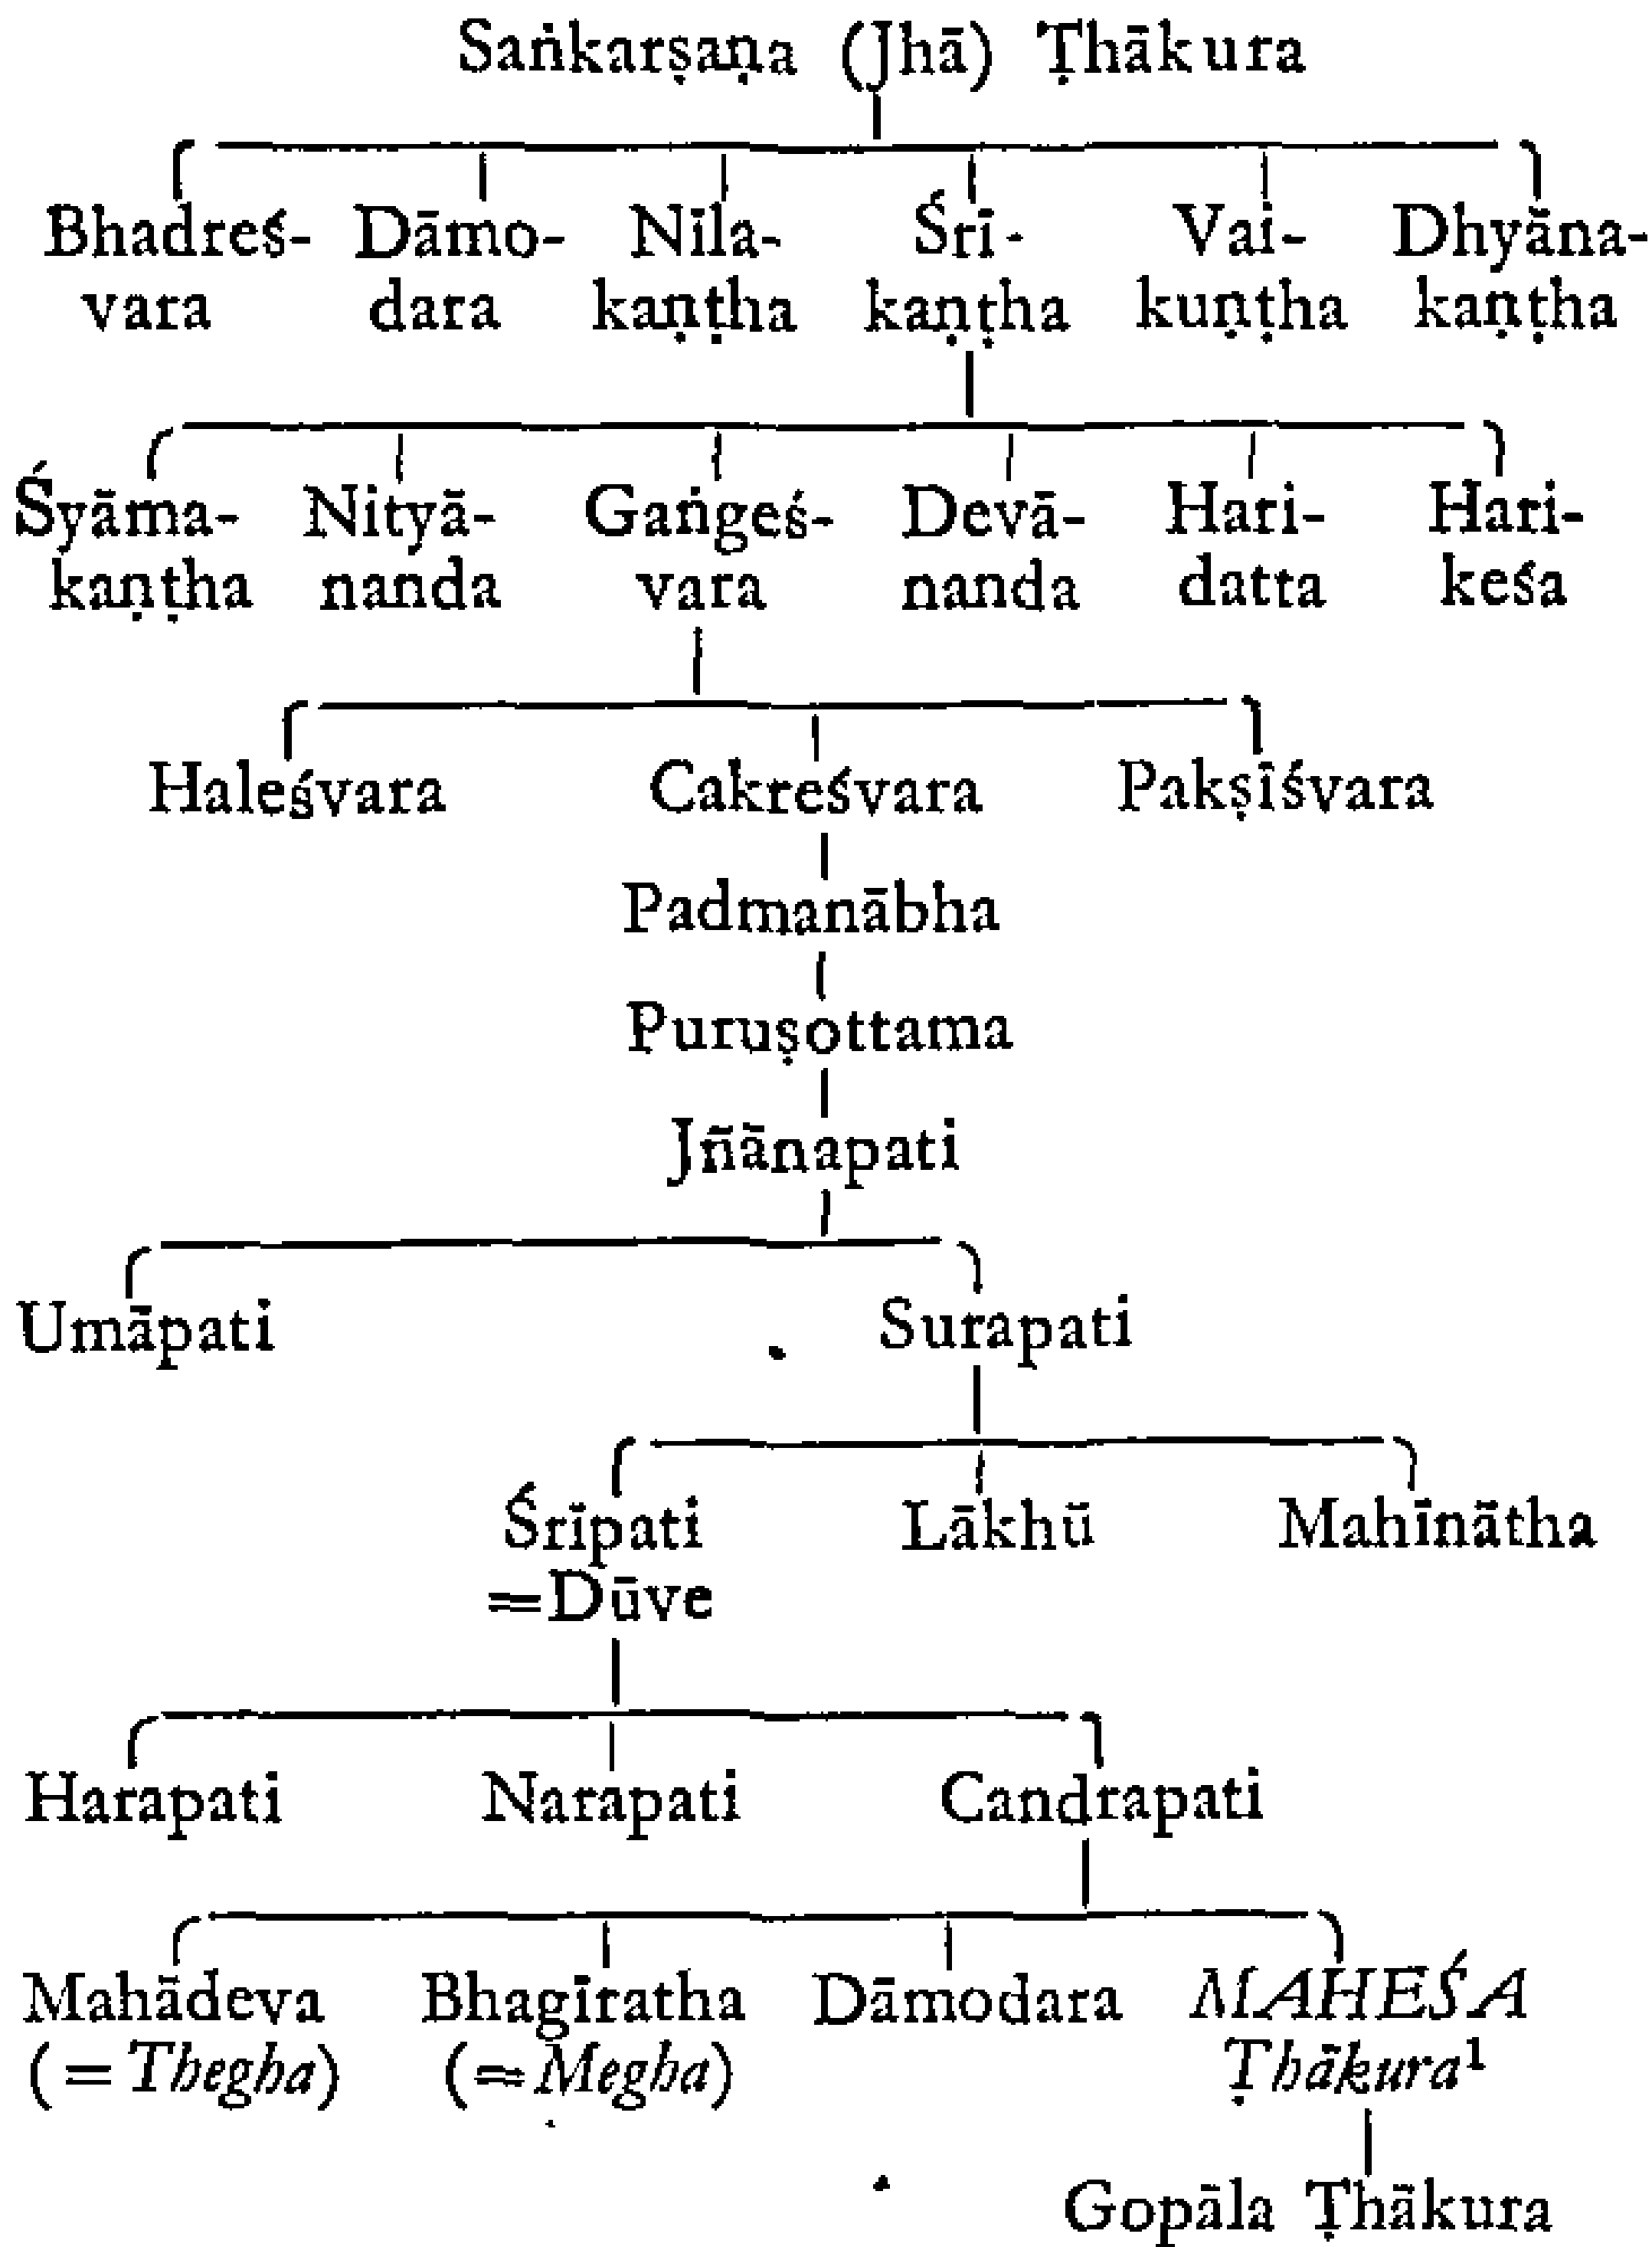 Saṅkarṣaṇa (Jhā) Ṭhākura
Bhadreś- Dāmo- Nīla- Śrī- Vai- Dhyāna-
vara dara kaṇṭha kaṇṭha kuṇṭha kaṇṭha
Śyāma- Nityā- Gaṅgeś- Devā- Hari- Hari-
kaṇṭha nanda vara nanda datta keśa
Haleśvara Cakreśvara Pakṣīśvara
Padmanābha
Puruṣottama
Jñānapati
Umāpati Surapati
Śrīpati Lākhū Mahīnātha
=Dūve
Harapati Narapati Candrapati
Mahādeva Bhagīratha Dāmodara MAHEŚA
(=Thegha) (=Megha) Ṭhākura¹
Gopāla Ṭhākura